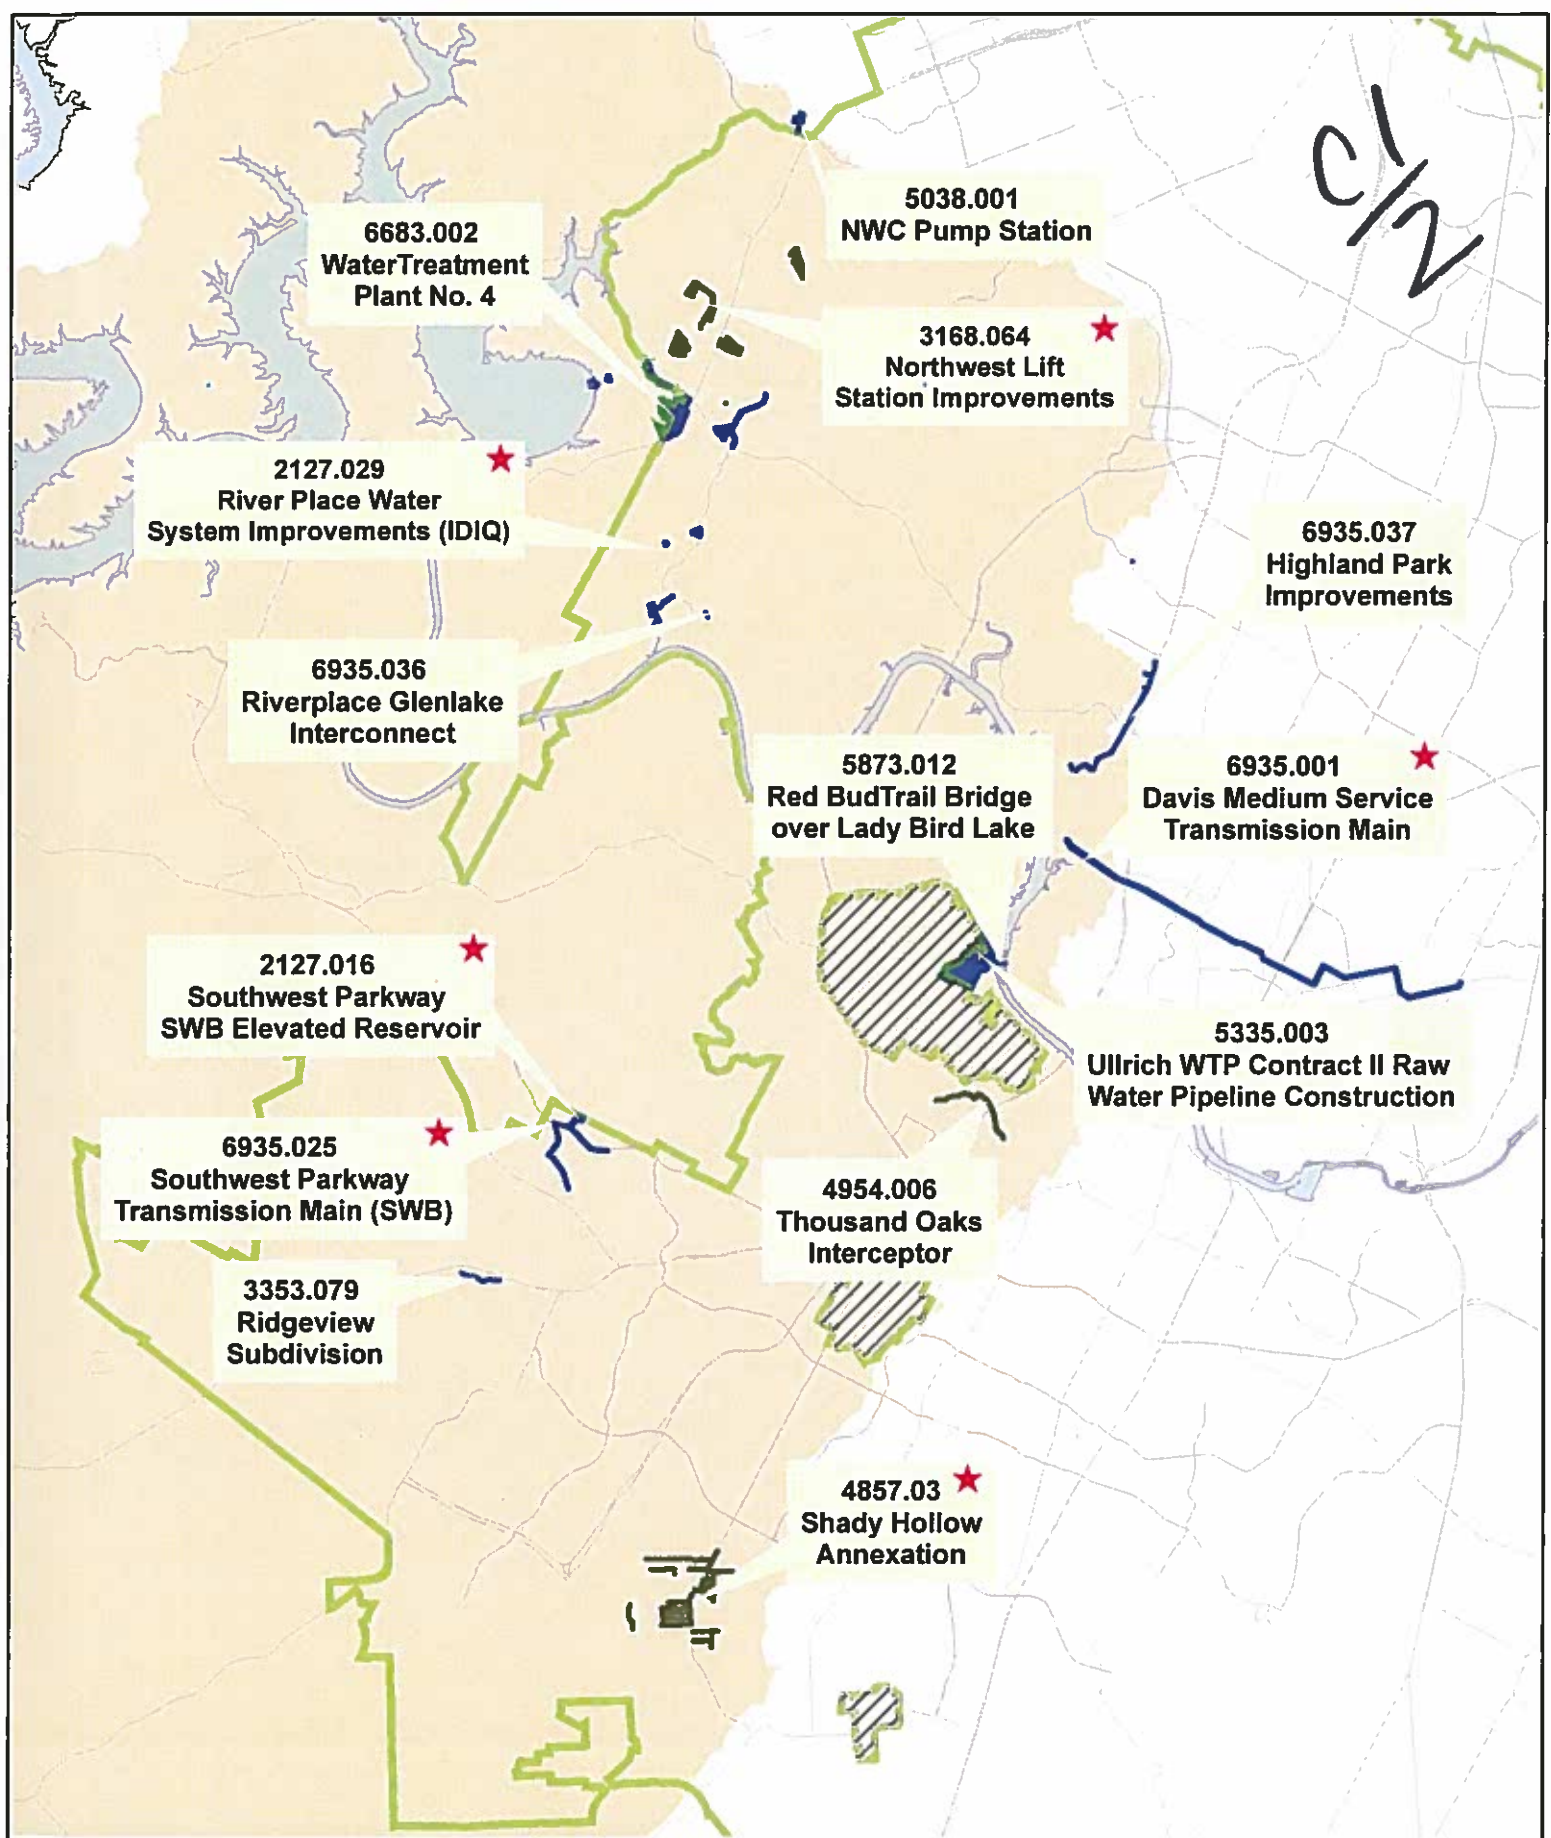 C1/2
5038.001
NWC Pump Station
6683.002
WaterTreatment
Plant No. 4
3168.064
Northwest Lift
Station Improvements
2127.029
River Place Water
System Improvements (IDIQ)
6935.037
Highland Park
Improvements
6935.036
Riverplace Glenlake
Interconnect
5873.012
Red BudTrail Bridge
over Lady Bird Lake
6935.001
Davis Medium Service
Transmission Main
2127.016
Southwest Parkway
SWB Elevated Reservoir
5335.003
Ullrich WTP Contract II Raw
Water Pipeline Construction
6935.025
Southwest Parkway
Transmission Main (SWB)
4954.006
Thousand Oaks
Interceptor
3353.079
Ridgeview
Subdivision
4857.03
Shady Hollow
Annexation